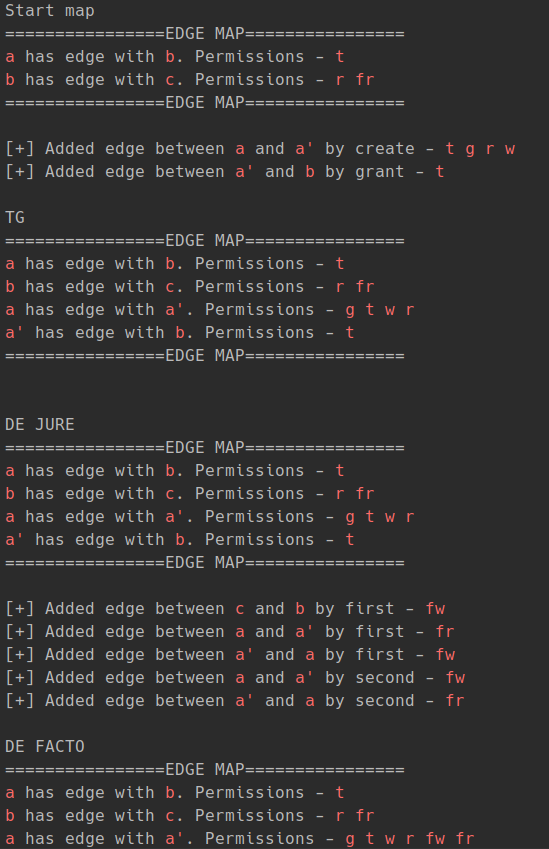 Start map
================EDGE MAP================
a has edge with b. Permissions – t
b has edge with c. Permissions – r fr
================EDGE MAP================
[+] Added edge between a and a' by create – t g r w
[+] Added edge between a' and b by grant – t
TG
================EDGE MAP================
a has edge with b. Permissions – t
b has edge with c. Permissions – r fr
a has edge with a'. Permissions – g t w r
a' has edge with b. Permissions – t
================EDGE MAP================
DE JURE
================EDGE MAP================
a has edge with b. Permissions – t
b has edge with c. Permissions – r fr
a has edge with a'. Permissions – g t w r
a' has edge with b. Permissions – t
================EDGE MAP================
[+] Added edge between c and b by first – fw
[+] Added edge between a and a' by first – fr
[+] Added edge between a' and a by first – fw
[+] Added edge between a and a' by second – fw
[+] Added edge between a' and a by second – fr
DE FACTO
================EDGE MAP================
a has edge with b. Permissions – t
b has edge with c. Permissions – r fr
a has edge with a'. Permissions – g t w r fw fr